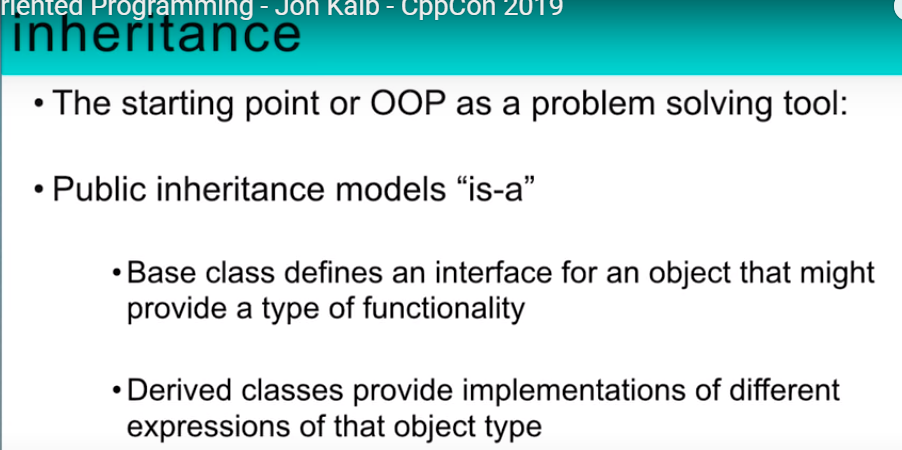 riented Programming - Jon Kalb - CppCon 2019
inheritance
• The starting point or OOP as a problem solving tool:
• Public inheritance models “is-a”
• Base class defines an interface for an object that might
provide a type of functionality
• Derived classes provide implementations of different
expressions of that object type